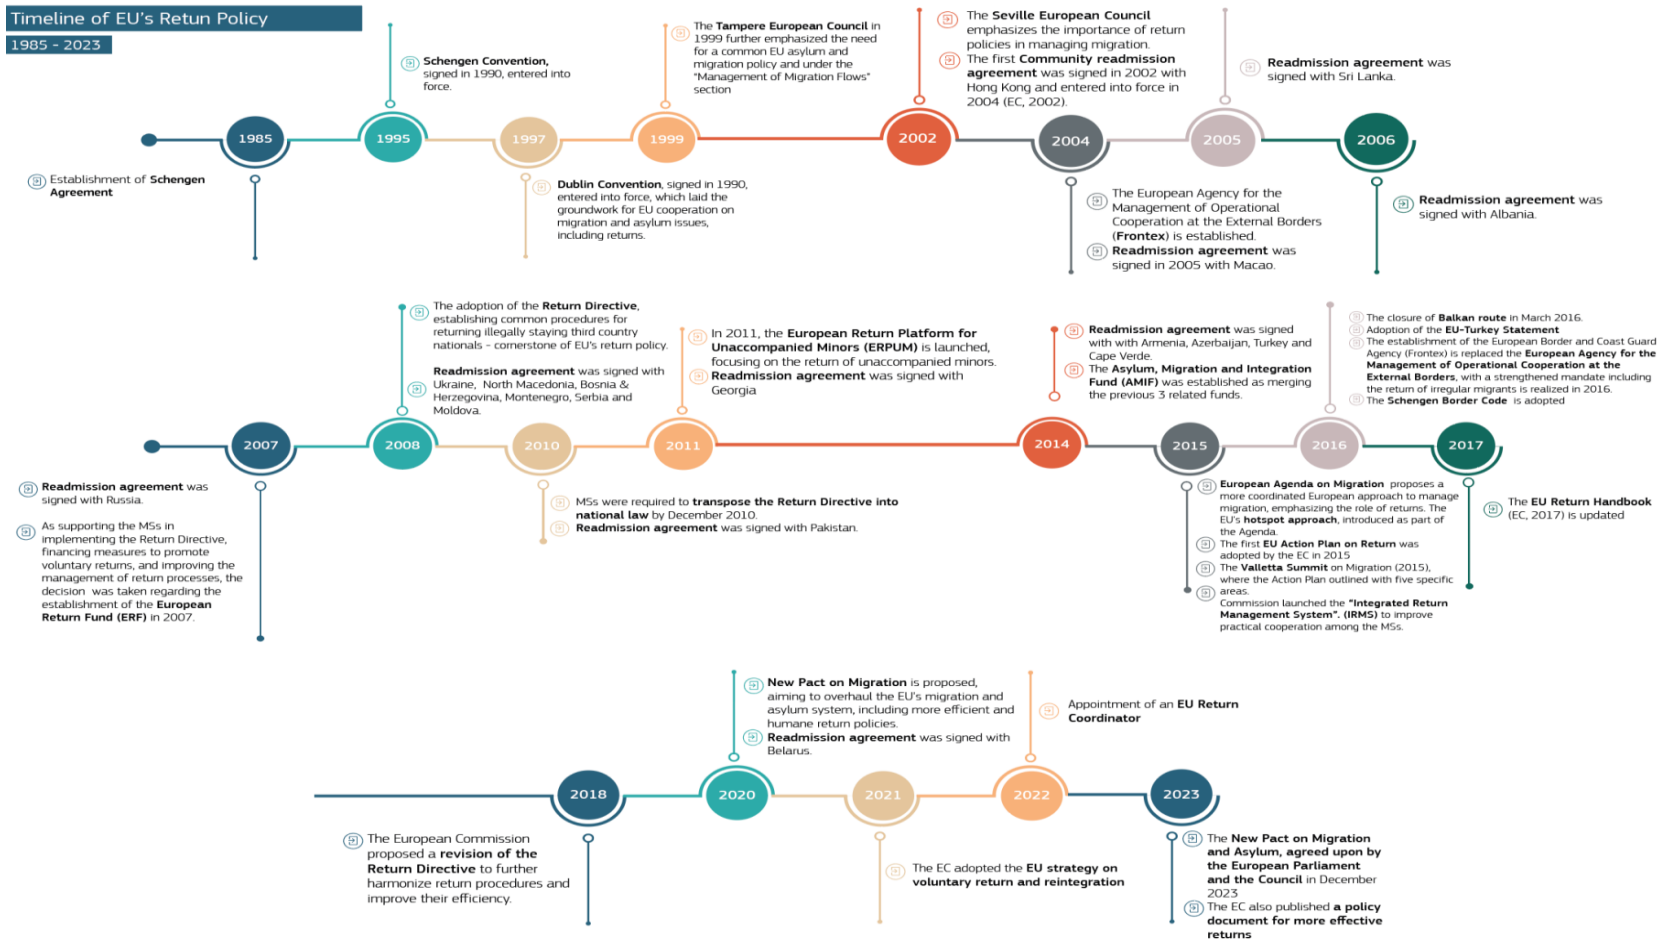 Timeline of EU's Retun Policy
1985 - 2023
Schengen Convention,
signed in 1990, entered into
force.
The Tampere European Council in
1999 further emphasized the need
for a common EU asylum and
migration policy and under the
"Management of Migration Flows"
section
The Seville European Council
emphasizes the importance of return
policies in managing migration.
The first Community readmission
agreement was signed in 2002 with
Hong Kong and entered into force in
2004 (EC, 2002).
Readmission agreement was
signed with Sri Lanka.
1985
1995
1997
1999
2002
2004
2005
2006
Establishment of Schengen
Agreement
Dublin Convention, signed in 1990,
entered into force, which laid the
groundwork for EU cooperation on
migration and asylum issues,
including returns.
The European Agency for the
Management of Operational
Cooperation at the External Borders
(Frontex) is established.
Readmission agreement was
signed in 2005 with Macao.
Readmission agreement was
signed with Albania.
The adoption of the Return Directive,
establishing common procedures for
returning illegally staying third country
nationals - cornerstone of EU's return policy.
Readmission agreement was signed with
Ukraine, North Macedonia, Bosnia &
Herzegovina, Montenegro, Serbia and
Moldova.
In 2011, the European Return Platform for
Unaccompanied Minors (ERPUM) is launched,
focusing on the return of unaccompanied minors.
Readmission agreement was signed with
Georgia
Readmission agreement was signed
with with Armenia, Azerbaijan, Turkey and
Cape Verde.
The Asylum, Migration and Integration
Fund (AMIF) was established as merging
the previous 3 related funds.
The closure of Balkan route in March 2016.
Adoption of the EU-Turkey Statement
The establishment of the European Border and Coast Guard
Agency (Frontex) is replaced the European Agency for the
Management of Operational Cooperation at the
External Borders, with a strengthened mandate including
the return of irregular migrants is realized in 2016.
The Schengen Border Code is adopted
2007
2008
2010
2011
2014
2015
2016
2017
Readmission agreement was
signed with Russia.
As supporting the MSs in
implementing the Return Directive,
financing measures to promote
voluntary returns, and improving the
management of return processes, the
decision was taken regarding the
establishment of the European
Return Fund (ERF) in 2007.
MSs were required to transpose the Return Directive into
national law by December 2010.
Readmission agreement was signed with Pakistan.
European Agenda on Migration proposes a
more coordinated European approach to manage
migration, emphasizing the role of returns. The
EU's hotspot approach, introduced as part of
the Agenda.
The first EU Action Plan on Return was
adopted by the EC in 2015
The Valletta Summit on Migration (2015),
where the Action Plan outlined with five specific
areas.
Commission launched the "Integrated Return
Management System". (IRMS) to improve
practical cooperation among the MSs.
The EU Return Handbook
(EC, 2017) is updated
New Pact on Migration is proposed,
aiming to overhaul the EU's migration and
asylum system, including more efficient and
humane return policies.
Readmission agreement was signed with
Belarus.
Appointment of an EU Return
Coordinator
2018
2020
2021
2022
2023
The European Commission
proposed a revision of the
Return Directive to further
harmonize return procedures and
improve their efficiency.
The EC adopted the EU strategy on
voluntary return and reintegration
The New Pact on Migration
and Asylum, agreed upon by
the European Parliament
and the Council in December
2023
The EC also published a policy
document for more effective
returns